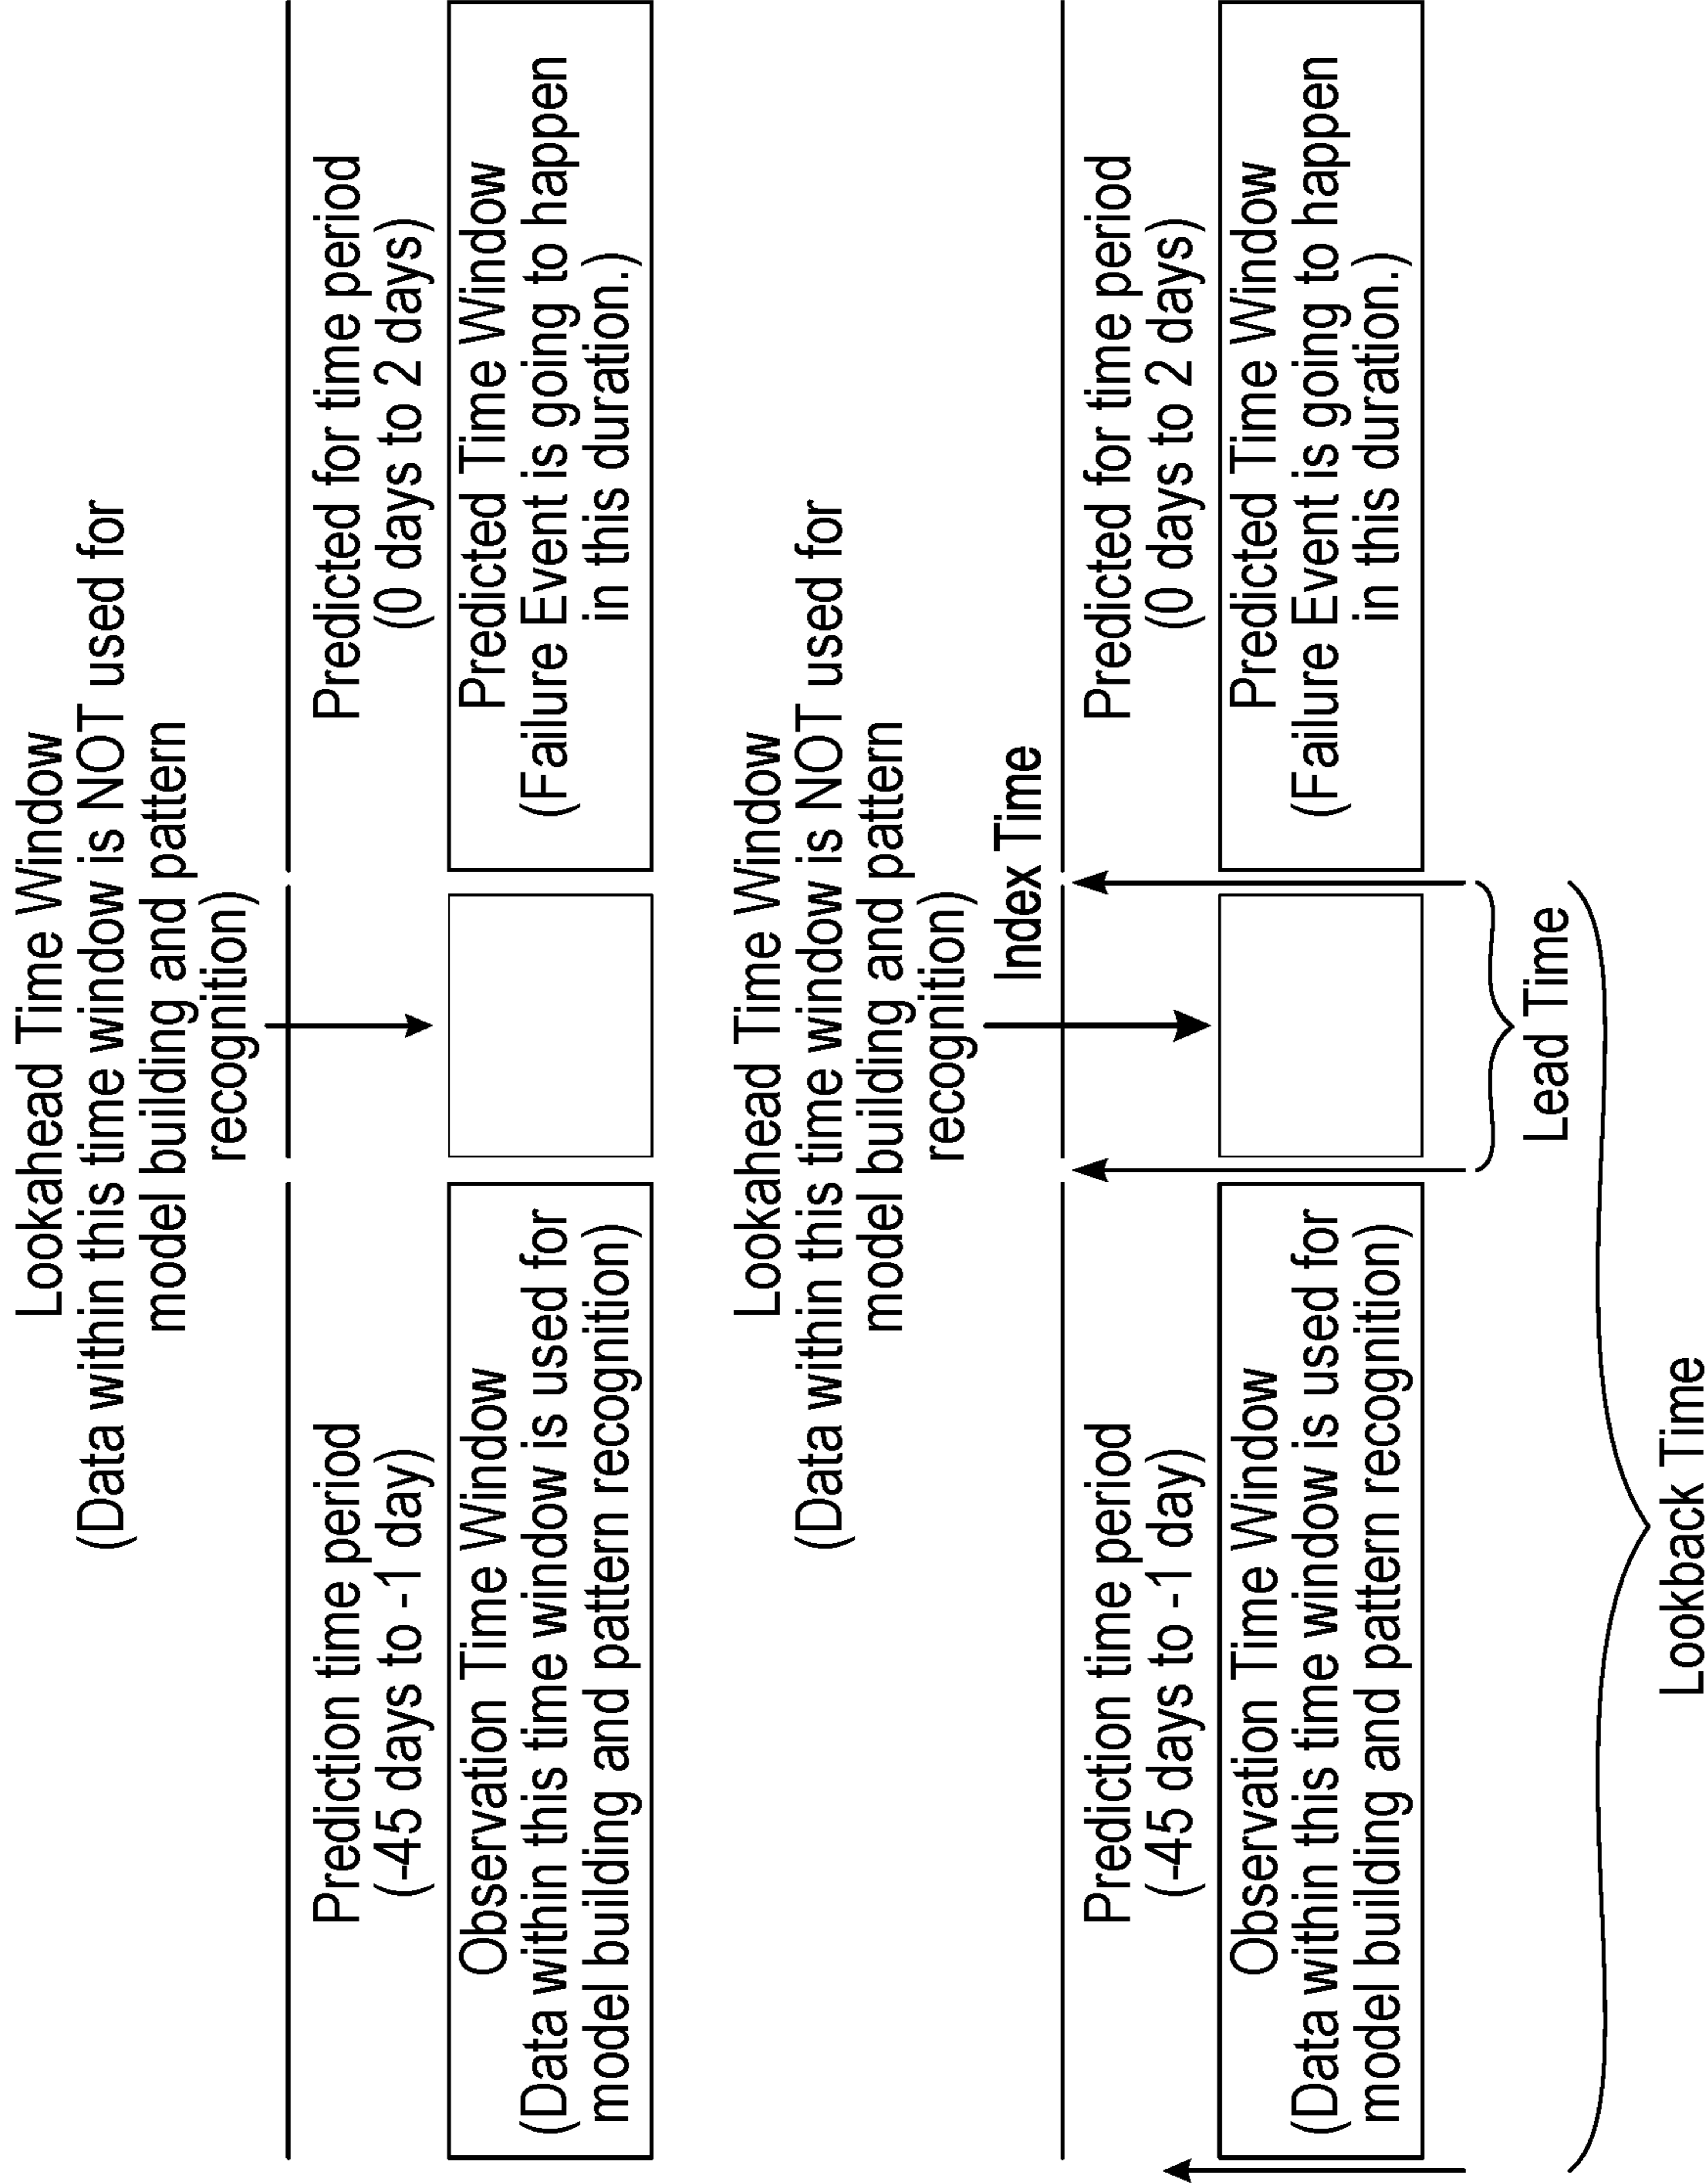 Lookahead Time Window
(Data within this time window is NOT used for
model building and pattern
recognition)
Prediction time period
(-45 days to -1 day)
Predicted for time period
(0 days to 2 days)
Observation Time Window
(Data within this time window is used for
model building and pattern recognition)
Predicted Time Window
(Failure Event is going to happen
in this duration.)
Lookahead Time Window
(Data within this time window is NOT used for
model building and pattern
recognition)
Index Time
Prediction time period
(-45 days to -1 day)
Predicted for time period
(0 days to 2 days)
Observation Time Window
(Data within this time window is used for
model building and pattern recognition)
Predicted Time Window
(Failure Event is going to happen
in this duration.)
Lead Time
Lookback Time